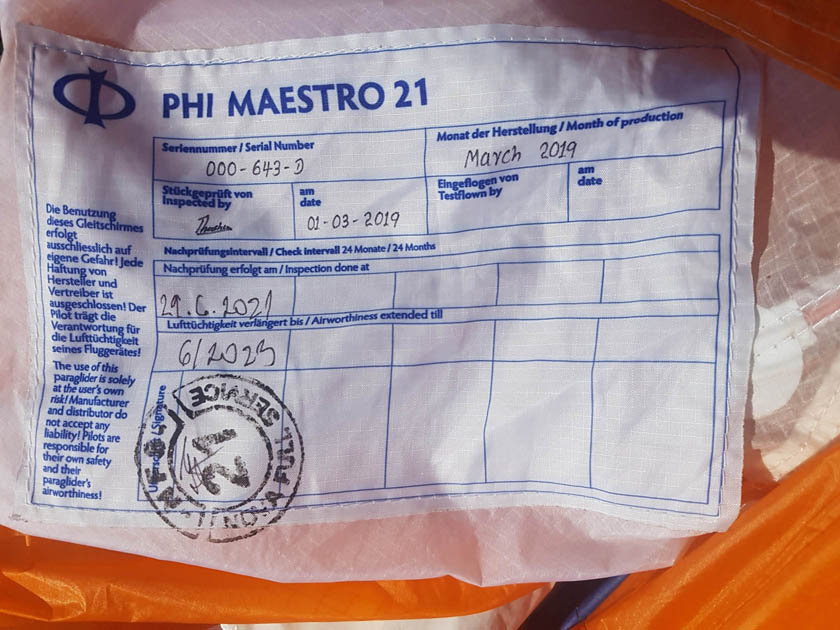 PHI MAESTRO 21
Seriennummer / Serial Number
000-643-D
Monat der Herstellung / Month of production
March 2019
Stückgeprüft von
Inspected by
am
date
01-03-2019
Eingeflogen von
Testflown by
am
date
Nachprüfungsintervall / Check intervall 24 Monate / 24 Months
Nachprüfung erfolgt am / Inspection done at
29.6.2021
Lufttüchtigkeit verlängert bis / Airworthiness extended till
6/2023
Signature
SERVICE
21
NOVA FULL
Die Benutzung
dieses Gleitschirmes
erfolgt
ausschliesslich auf
eigene Gefahr! Jede
Haftung von
Hersteller und
Vertreiber ist
ausgeschlossen! Der
Pilot trägt die
Verantwortung für
die Lufttüchtigkeit
seines Fluggerätes!
The use of this
paraglider is solely
at the user's own
risk! Manufacturer
and distributor do
not accept any
liability! Pilots are
responsible for
their own safety
and their
paraglider's
airworthiness!